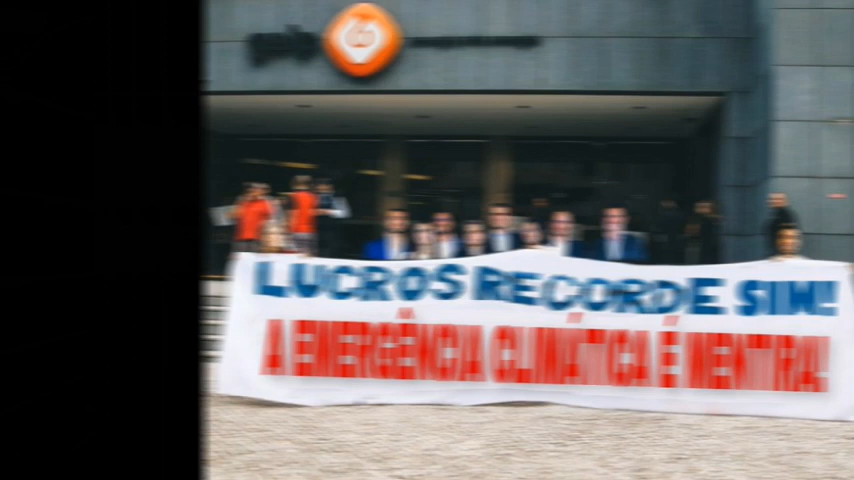 LUCROS RECORDE SIM!
A EMERGÊNCIA CLIMÁTICA É MENTIRA!